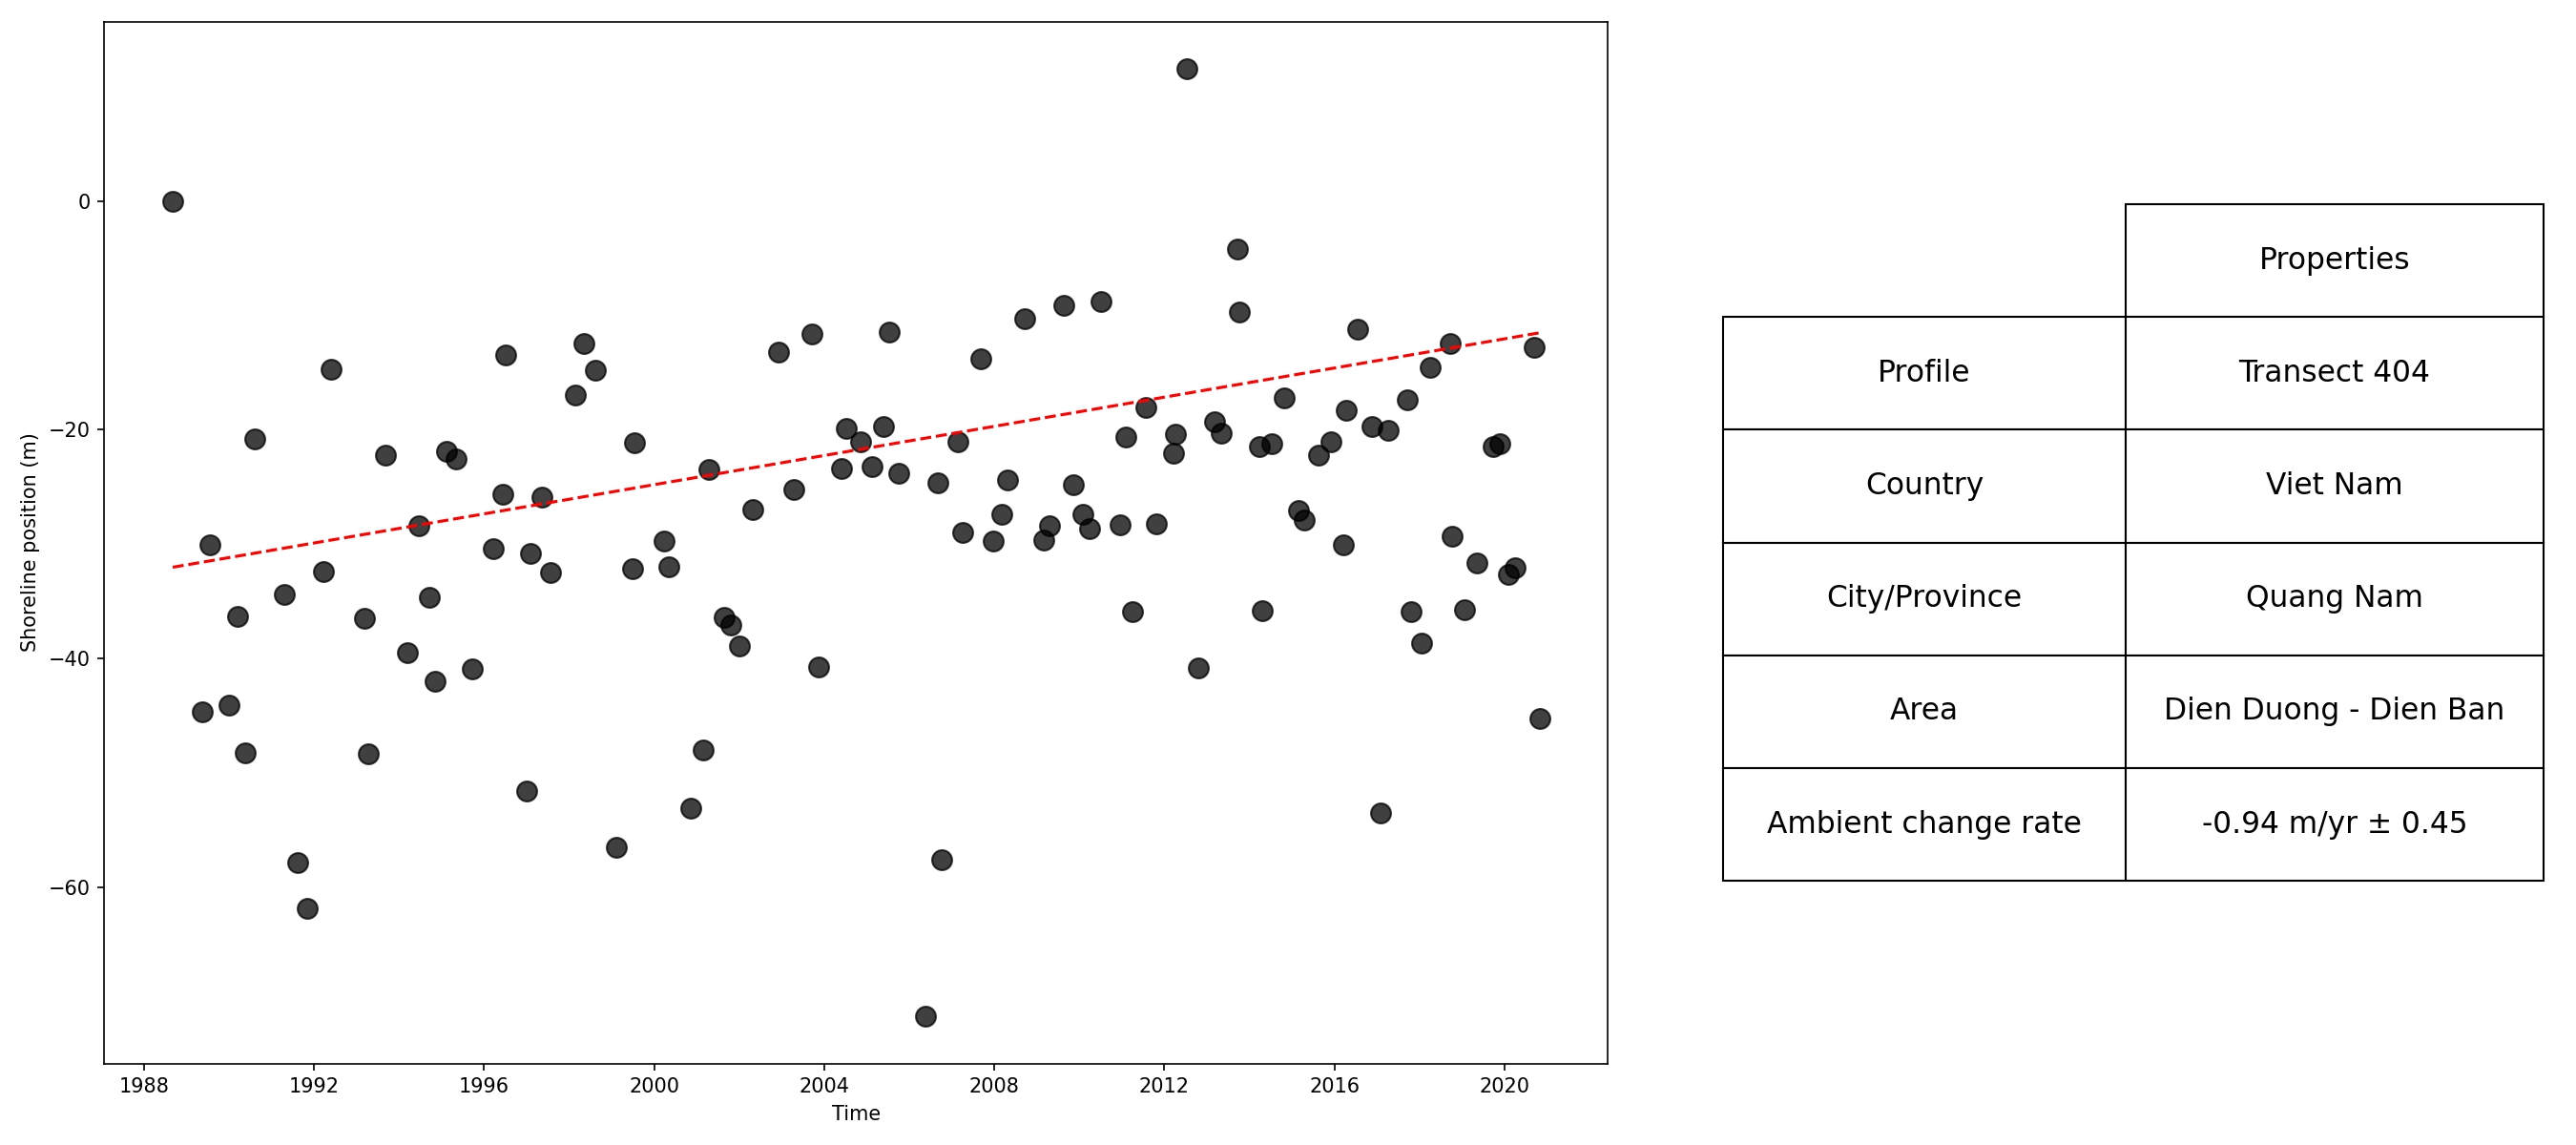 0
−20
−40
−60
Shoreline position (m)
1988 1992 1996 2000 2004 2008 2012 2016 2020
Time
Properties
Profile Transect 404
Country Viet Nam
City/Province Quang Nam
Area Dien Duong - Dien Ban
Ambient change rate -0.94 m/yr ± 0.45